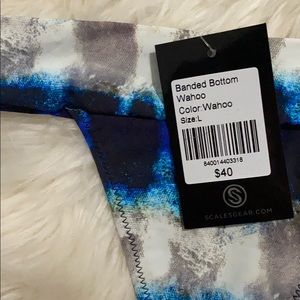 Banded Bottom
Wahoo
Color:Wahoo
Size:L
840014403318
$40
S
SCALESGEAR.COM